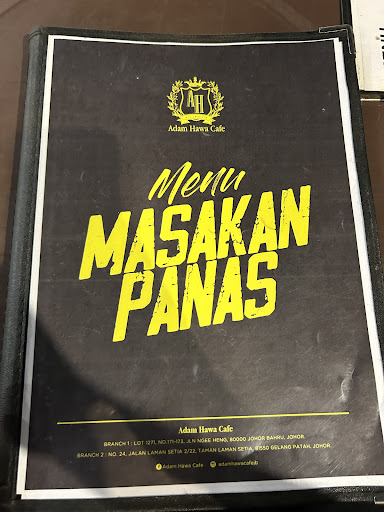 AH
Adam Hawa Cafe
Menu
MASAKAN
PANAS
Adam Hawa Cafe
BRANCH 1 : LOT 1271, NO.171-173, JLN NGEE HENG, 80000 JOHOR BAHRU, JOHOR.
BRANCH 2 : NO. 24, JALAN LAMAN SETIA 2/22, TAMAN LAMAN SETIA, 81550 GELANG PATAH, JOHOR.
Adam Hawa Cafe adamhawacafejb